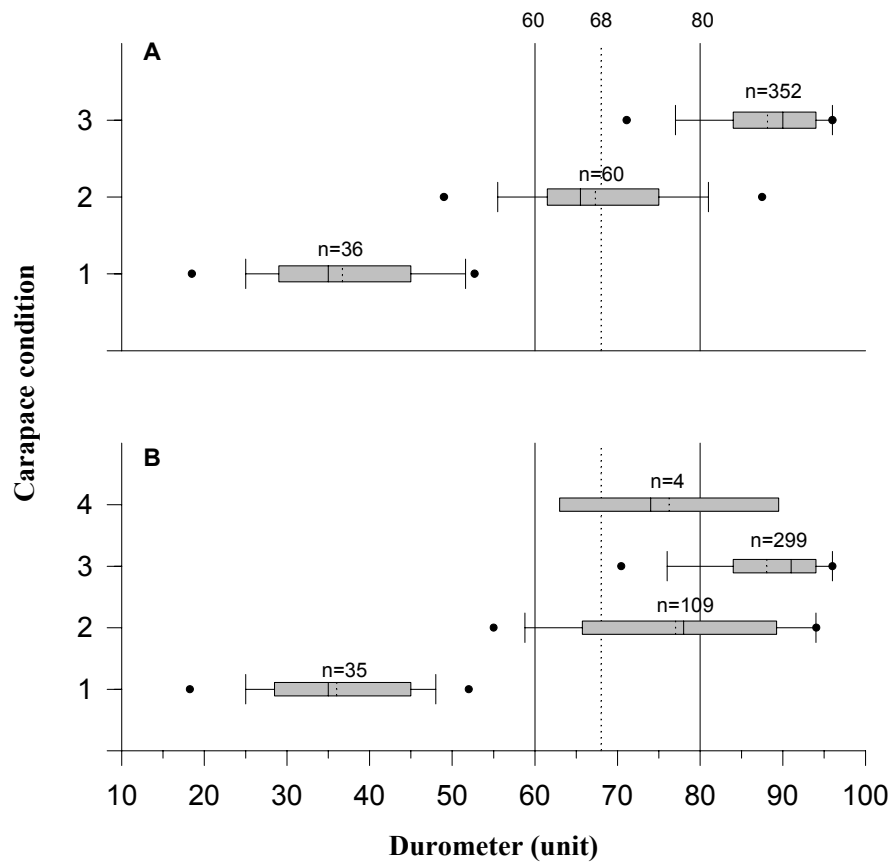 60 68 80
A
n=352
3
n=60
2
n=36
1
Carapace condition
B
n=4
4
n=299
3
n=109
2
n=35
1
10 20 30 40 50 60 70 80 90 100
Durometer (unit)